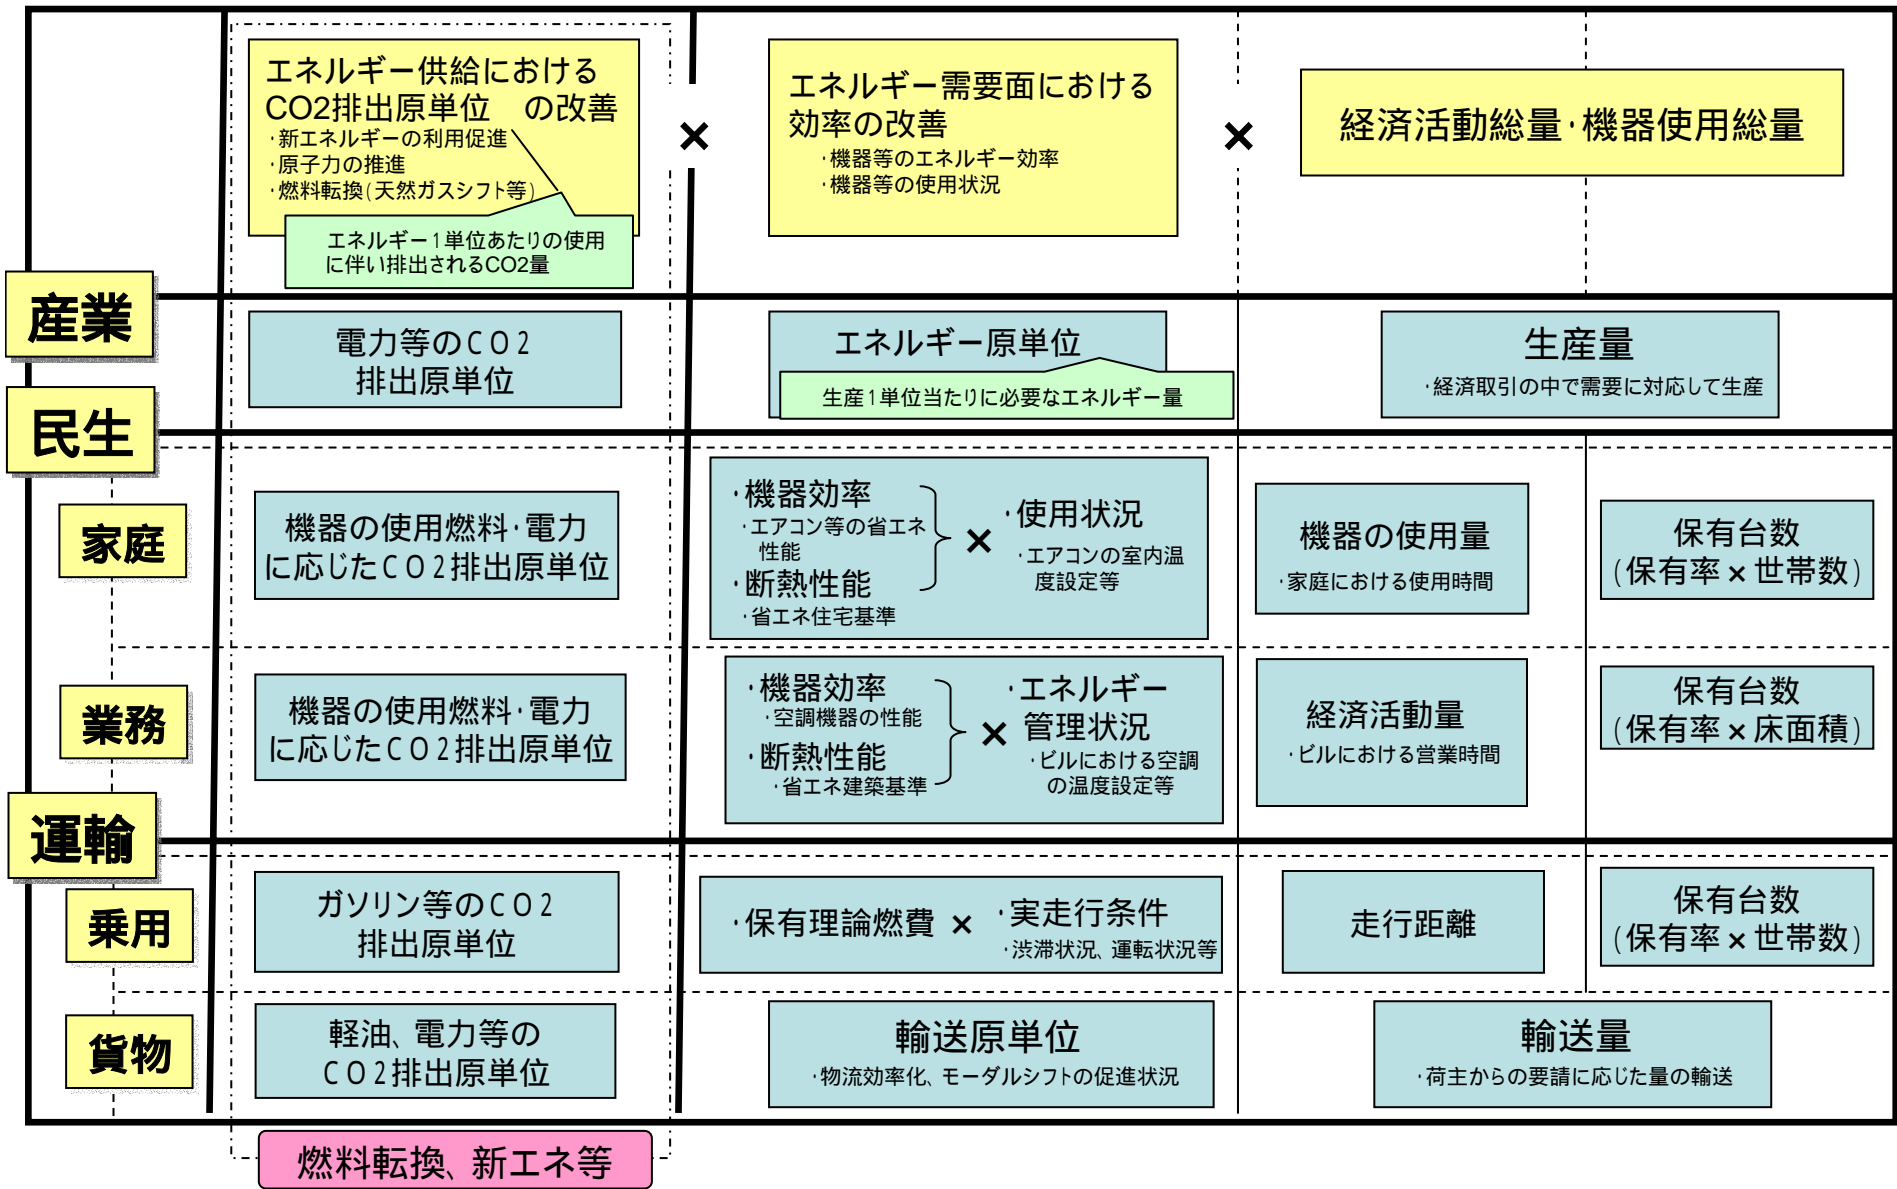 エネルギー供給における
CO2排出原単位　の改善
・新エネルギーの利用促進
・原子力の推進
・燃料転換(天然ガスシフト等)
エネルギー1単位あたりの使用
に伴い排出されるCO2量
×
エネルギー需要面における
効率の改善
・機器等のエネルギー効率
・機器等の使用状況
×
経済活動総量・機器使用総量
産業
電力等のCO2
排出原単位
エネルギー原単位
生産1単位当たりに必要なエネルギー量
生産量
・経済取引の中で需要に対応して生産
民生
家庭
機器の使用燃料・電力
に応じたCO2排出原単位
・機器効率
・エアコン等の省エネ
性能
・断熱性能
・省エネ住宅基準
×
・使用状況
・エアコンの室内温
度設定等
機器の使用量
・家庭における使用時間
保有台数
(保有率×世帯数)
業務
機器の使用燃料・電力
に応じたCO2排出原単位
・機器効率
・空調機器の性能
・断熱性能
・省エネ建築基準
×
・エネルギー
管理状況
・ビルにおける空調
の温度設定等
経済活動量
・ビルにおける営業時間
保有台数
(保有率×床面積)
運輸
乗用
ガソリン等のCO2
排出原単位
・保有理論燃費
×
・実走行条件
・渋滞状況、運転状況等
走行距離
保有台数
(保有率×世帯数)
貨物
軽油、電力等の
CO2排出原単位
輸送原単位
・物流効率化、モーダルシフトの促進状況
輸送量
・荷主からの要請に応じた量の輸送
燃料転換、新エネ等